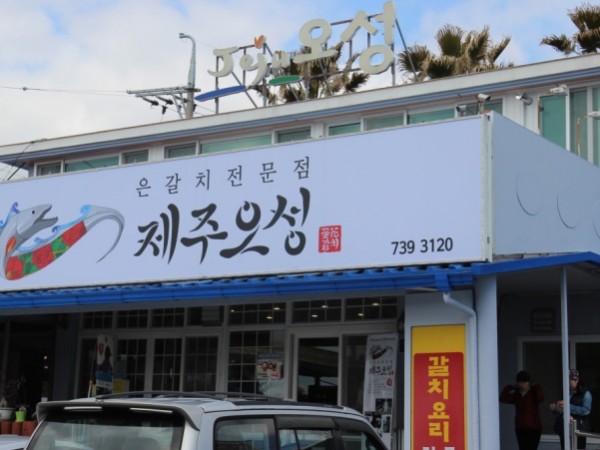 Jeju 오성
은갈치전문점
제주오성
739 3120
갈치요리